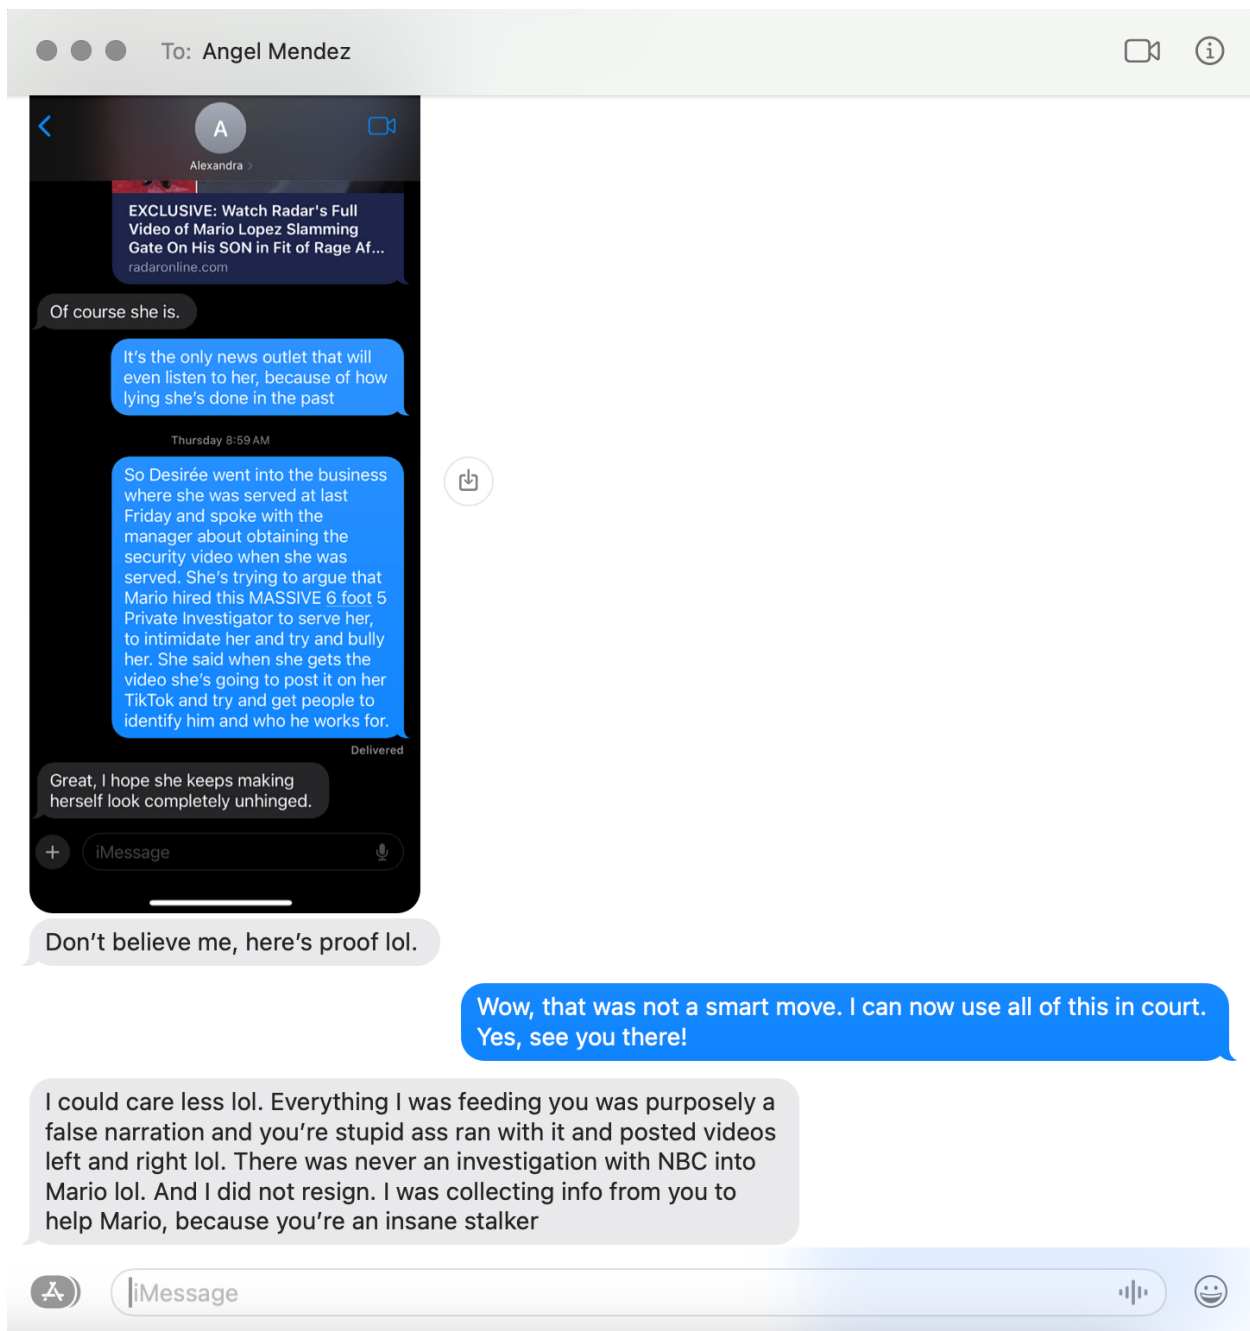 To: Angel Mendez
A
Alexandra
EXCLUSIVE: Watch Radar's Full
Video of Mario Lopez Slamming
Gate On His SON in Fit of Rage Af...
radaronline.com
Of course she is.
It's the only news outlet that will
even listen to her, because of how
lying she's done in the past
Thursday 8:59 AM
So Desirée went into the business
where she was served at last
Friday and spoke with the
manager about obtaining the
security video when she was
served. She's trying to argue that
Mario hired this MASSIVE 6 foot 5
Private Investigator to serve her,
to intimidate her and try and bully
her. She said when she gets the
video she's going to post it on her
TikTok and try and get people to
identify him and who he works for.
Delivered
Great, I hope she keeps making
herself look completely unhinged.
iMessage
Don't believe me, here's proof lol.
Wow, that was not a smart move. I can now use all of this in court.
Yes, see you there!
I could care less lol. Everything I was feeding you was purposely a
false narration and you're stupid ass ran with it and posted videos
left and right lol. There was never an investigation with NBC into
Mario lol. And I did not resign. I was collecting info from you to
help Mario, because you're an insane stalker
iMessage